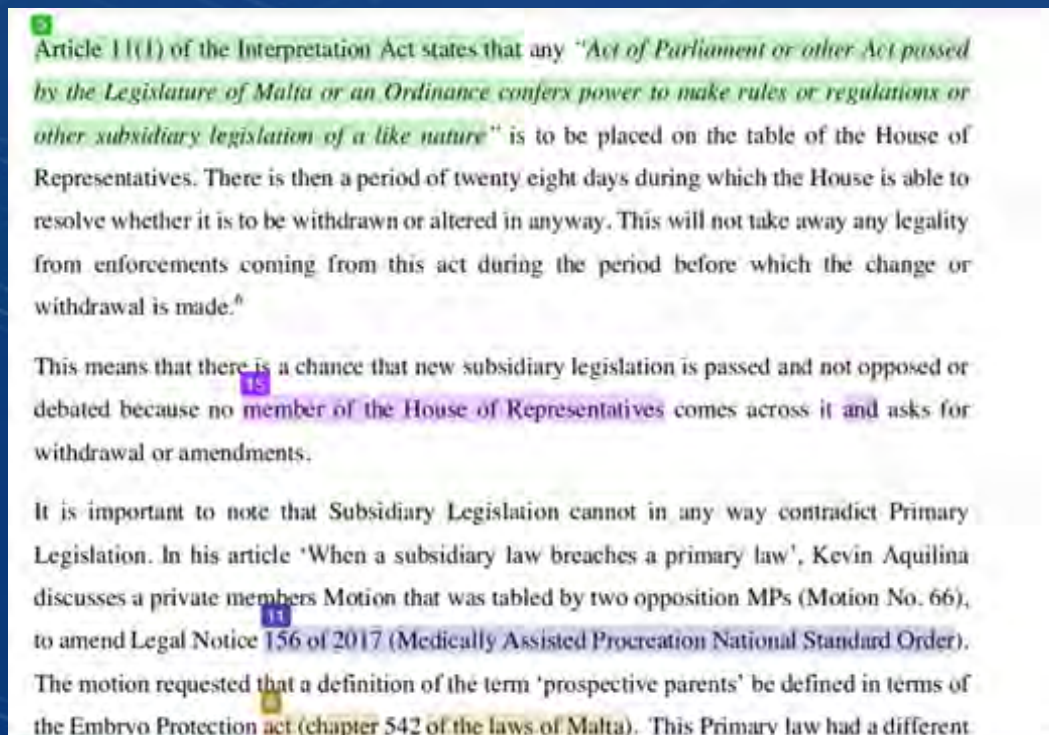 5
Article 11(1) of the Interpretation Act states that any "Act of Parliament or other Act passed
by the Legislature of Malta or an Ordinance confers power to make rules or regulations or
other subsidiary legislation of a like nature" is to be placed on the table of the House of
Representatives. There is then a period of twenty eight days during which the House is able to
resolve whether it is to be withdrawn or altered in anyway. This will not take away any legality
from enforcements coming from this act during the period before which the change or
withdrawal is made.6
This means that there is a chance that new subsidiary legislation is passed and not opposed or
15
debated because no member of the House of Representatives comes across it and asks for
withdrawal or amendments.
It is important to note that Subsidiary Legislation cannot in any way contradict Primary
Legislation. In his article 'When a subsidiary law breaches a primary law', Kevin Aquilina
discusses a private members Motion that was tabled by two opposition MPs (Motion No. 66),
11
to amend Legal Notice 156 of 2017 (Medically Assisted Procreation National Standard Order).
The motion requested that a definition of the term 'prospective parents' be defined in terms of
the Embryo Protection act (chapter 542 of the laws of Malta). This Primary law had a different